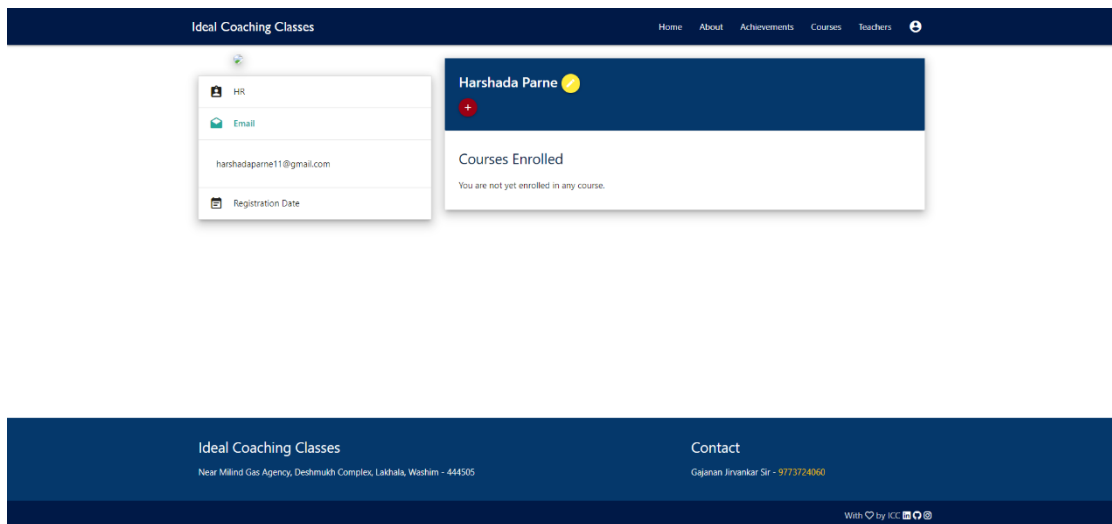 Ideal Coaching Classes
Home About Achievements Courses Teachers
HR
Email
harshadaparne11@gmail.com
Registration Date
Harshada Parne
+
Courses Enrolled
You are not yet enrolled in any course.
Ideal Coaching Classes
Near Milind Gas Agency, Deshmukh Complex, Lakhala, Washim - 444505
Contact
Gajanan Jirvankar Sir - 9773724060
With ♡ by ICC